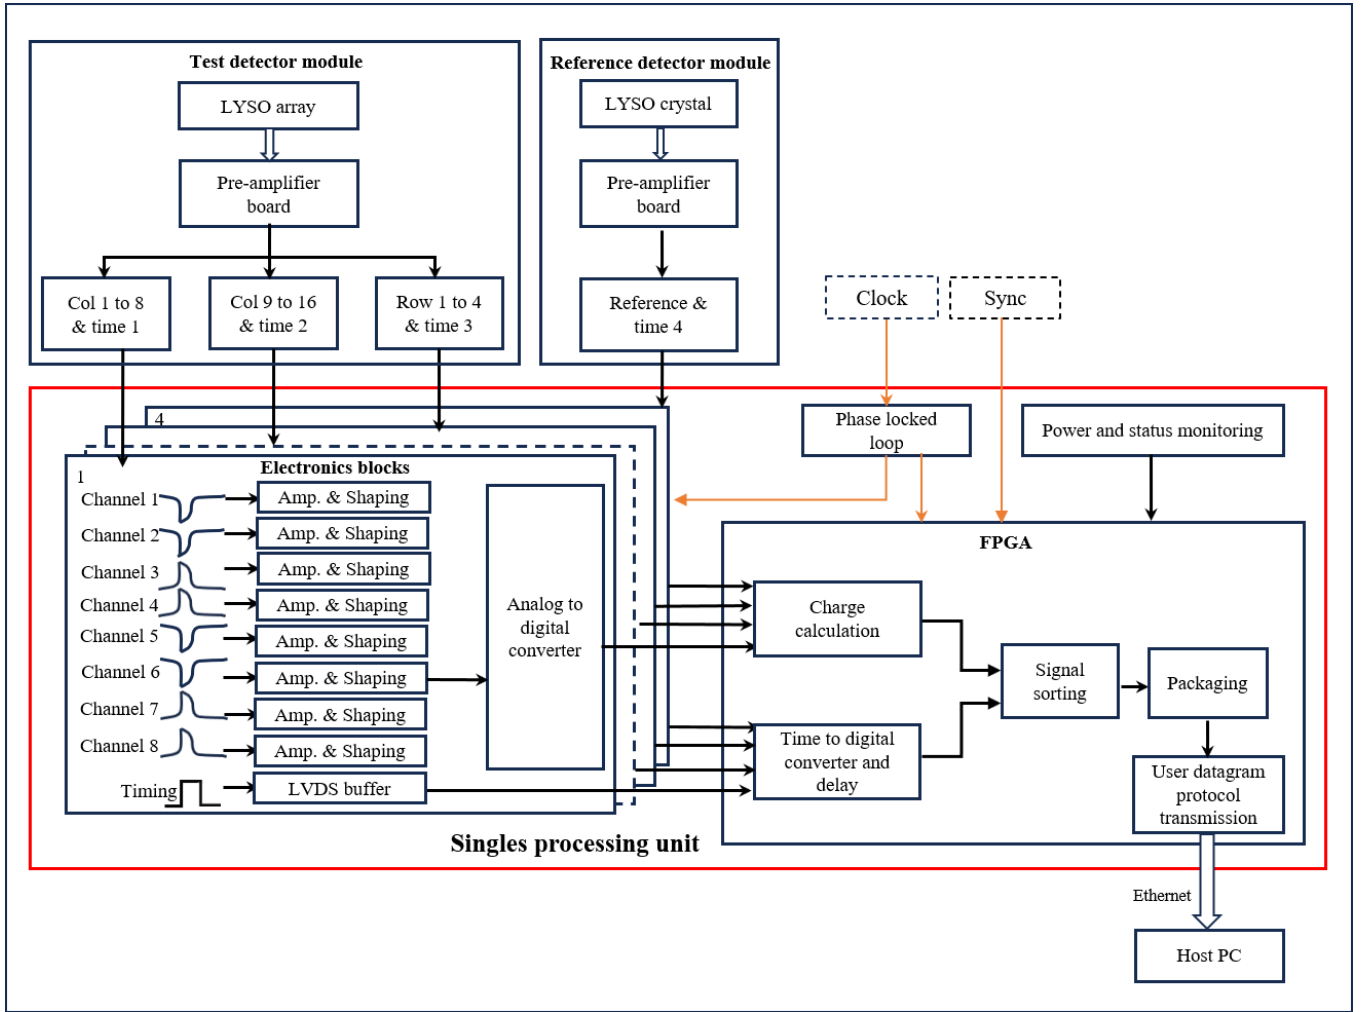 Test detector module
LYSO array
Pre-amplifier
board
Col 1 to 8
& time 1
Col 9 to 16
& time 2
Row 1 to 4
& time 3
Reference detector module
LYSO crystal
Pre-amplifier
board
Reference &
time 4
Clock
Sync
Phase locked
loop
Power and status monitoring
4
1
Electronics blocks
Channel 1
Amp. & Shaping
Channel 2
Amp. & Shaping
Channel 3
Amp. & Shaping
Channel 4
Amp. & Shaping
Channel 5
Amp. & Shaping
Channel 6
Amp. & Shaping
Channel 7
Amp. & Shaping
Channel 8
Amp. & Shaping
Timing
LVDS buffer
Analog to
digital
converter
FPGA
Charge
calculation
Time to digital
converter and
delay
Signal
sorting
Packaging
User datagram
protocol
transmission
Singles processing unit
Ethernet
Host PC